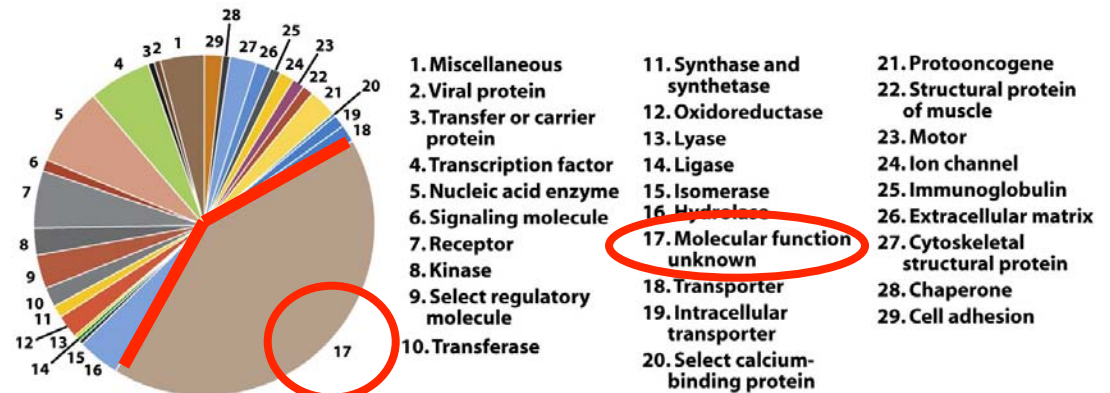 28
3 2 1 29 27 26 25
4 24 23
22
21 20
5 19
18
6
7
8
9
10
11
12 13
14 15 16
17
1. Miscellaneous
2. Viral protein
3. Transfer or carrier
protein
4. Transcription factor
5. Nucleic acid enzyme
6. Signaling molecule
7. Receptor
8. Kinase
9. Select regulatory
molecule
10. Transferase
11. Synthase and
synthetase
12. Oxidoreductase
13. Lyase
14. Ligase
15. Isomerase
16. Hydrolase
17. Molecular function
unknown
18. Transporter
19. Intracellular
transporter
20. Select calcium-
binding protein
21. Protooncogene
22. Structural protein
of muscle
23. Motor
24. Ion channel
25. Immunoglobulin
26. Extracellular matrix
27. Cytoskeletal
structural protein
28. Chaperone
29. Cell adhesion